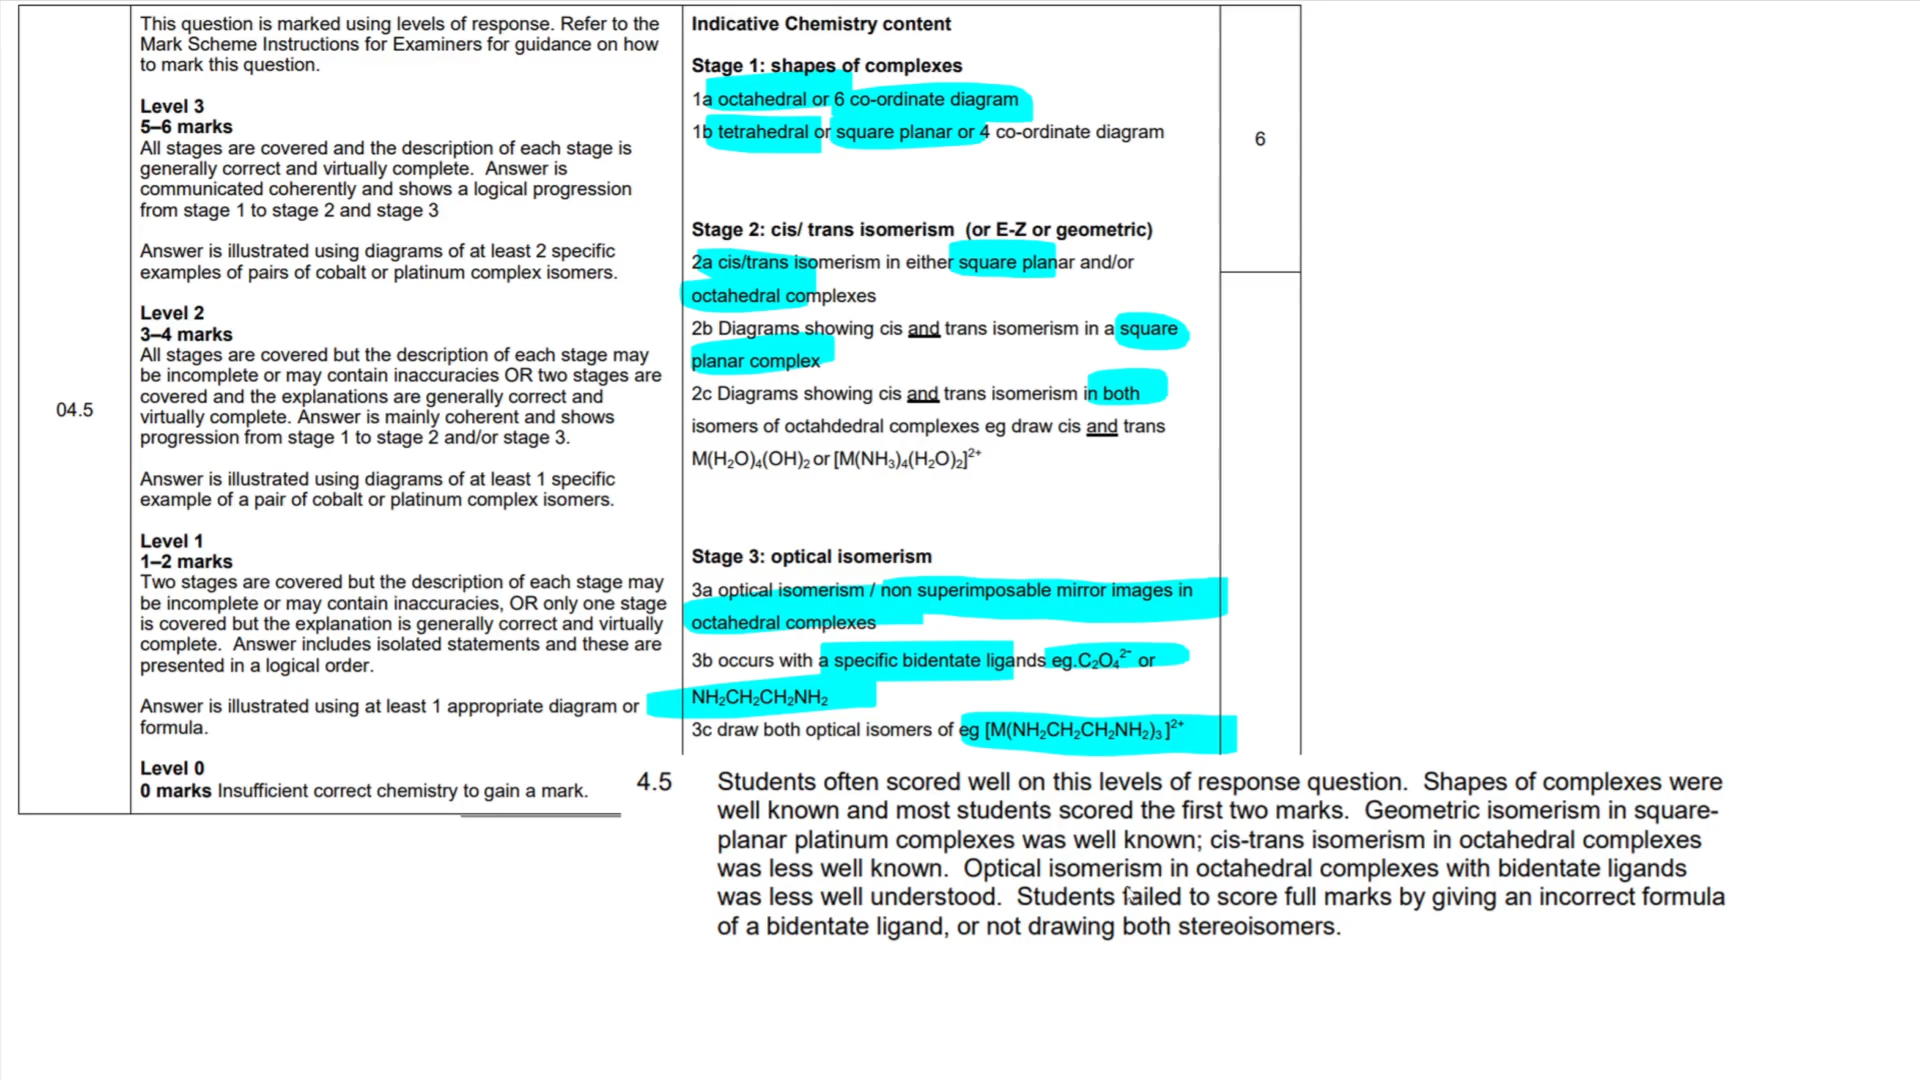 04.5
This question is marked using levels of response. Refer to the
Mark Scheme Instructions for Examiners for guidance on how
to mark this question.
Level 3
5–6 marks
All stages are covered and the description of each stage is
generally correct and virtually complete.  Answer is
communicated coherently and shows a logical progression
from stage 1 to stage 2 and stage 3
Answer is illustrated using diagrams of at least 2 specific
examples of pairs of cobalt or platinum complex isomers.
Level 2
3–4 marks
All stages are covered but the description of each stage may
be incomplete or may contain inaccuracies OR two stages are
covered and the explanations are generally correct and
virtually complete. Answer is mainly coherent and shows
progression from stage 1 to stage 2 and/or stage 3.
Answer is illustrated using diagrams of at least 1 specific
example of a pair of cobalt or platinum complex isomers.
Level 1
1–2 marks
Two stages are covered but the description of each stage may
be incomplete or may contain inaccuracies, OR only one stage
is covered but the explanation is generally correct and virtually
complete.  Answer includes isolated statements and these are
presented in a logical order.
Answer is illustrated using at least 1 appropriate diagram or
formula.
Level 0
0 marks Insufficient correct chemistry to gain a mark.
Indicative Chemistry content
Stage 1: shapes of complexes
1a octahedral or 6 co-ordinate diagram
1b tetrahedral or square planar or 4 co-ordinate diagram
Stage 2: cis/ trans isomerism  (or E-Z or geometric)
2a cis/trans isomerism in either square planar and/or
octahedral complexes
2b Diagrams showing cis and trans isomerism in a square
planar complex
2c Diagrams showing cis and trans isomerism in both
isomers of octahdedral complexes eg draw cis and trans
M(H₂O)₄(OH)₂ or [M(NH₃)₄(H₂O)₂]²⁺
Stage 3: optical isomerism
3a optical isomerism / non superimposable mirror images in
octahedral complexes
3b occurs with a specific bidentate ligands eg.C₂O₄²⁻ or
NH₂CH₂CH₂NH₂
3c draw both optical isomers of eg [M(NH₂CH₂CH₂NH₂)₃]²⁺
6
4.5
Students often scored well on this levels of response question.  Shapes of complexes were
well known and most students scored the first two marks.  Geometric isomerism in square-
planar platinum complexes was well known; cis-trans isomerism in octahedral complexes
was less well known.  Optical isomerism in octahedral complexes with bidentate ligands
was less well understood.  Students failed to score full marks by giving an incorrect formula
of a bidentate ligand, or not drawing both stereoisomers.